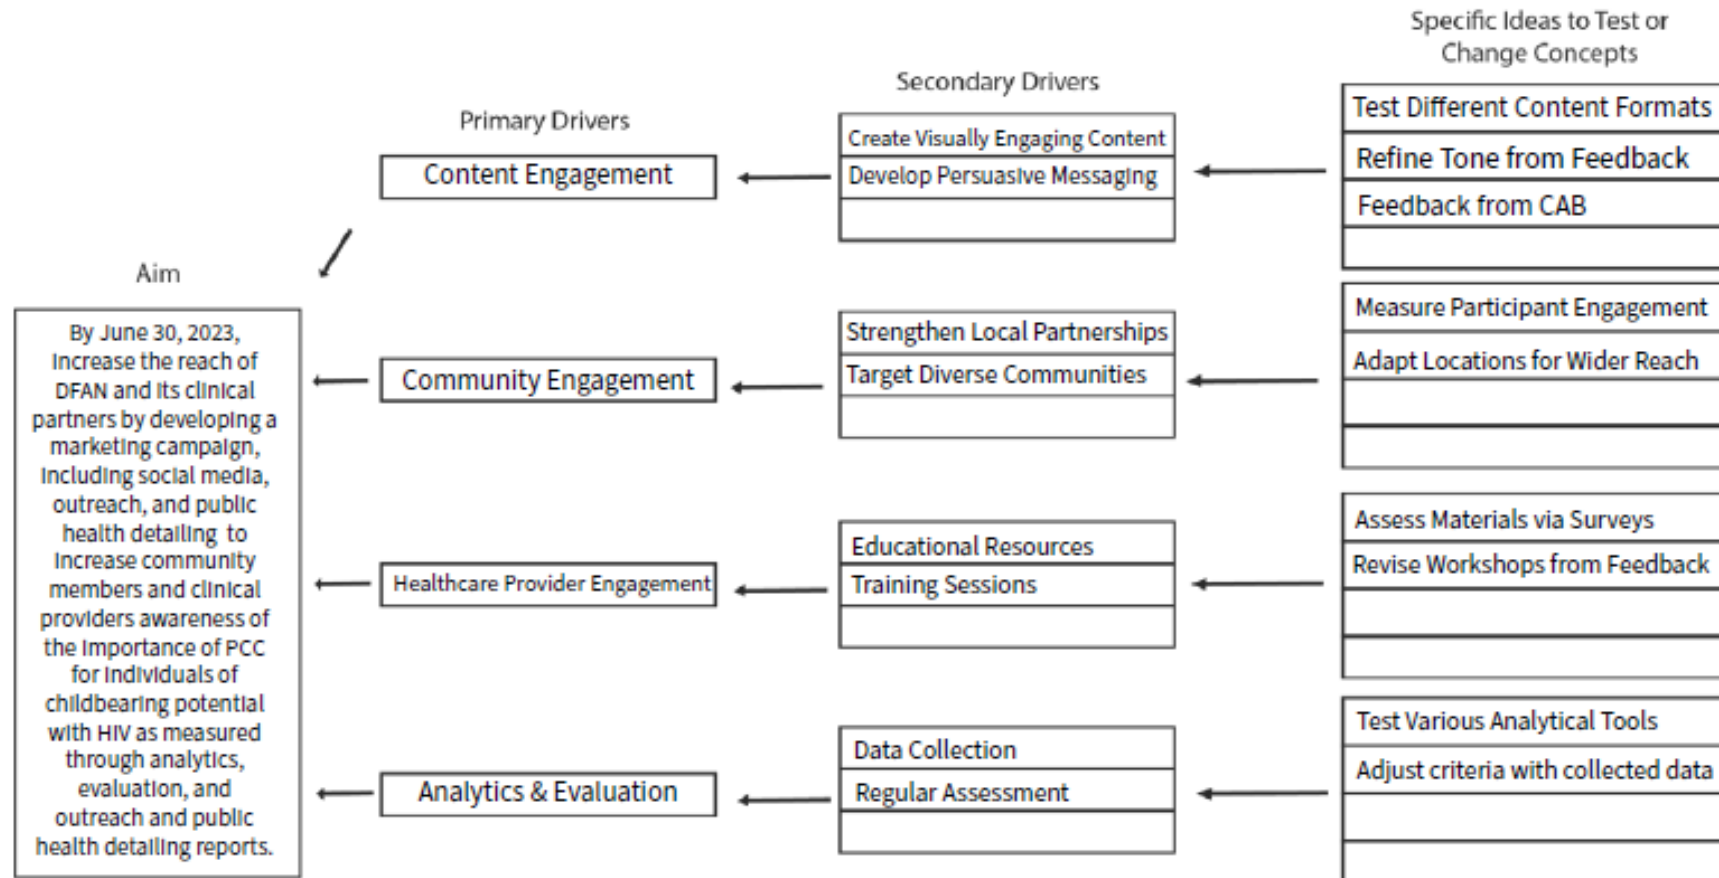 Specific Ideas to Test or
Change Concepts
Secondary Drivers
Primary Drivers
Aim
By June 30, 2023,
Increase the reach of
DFAN and its clinical
partners by developing a
marketing campaign,
including social media,
outreach, and public
health detailing to
increase community
members and clinical
providers awareness of
the importance of PCC
for individuals of
childbearing potential
with HIV as measured
through analytics,
evaluation, and
outreach and public
health detailing reports.
Content Engagement
Create Visually Engaging Content
Develop Persuasive Messaging
Test Different Content Formats
Refine Tone from Feedback
Feedback from CAB
Community Engagement
Strengthen Local Partnerships
Target Diverse Communities
Measure Participant Engagement
Adapt Locations for Wider Reach
Healthcare Provider Engagement
Educational Resources
Training Sessions
Assess Materials via Surveys
Revise Workshops from Feedback
Analytics & Evaluation
Data Collection
Regular Assessment
Test Various Analytical Tools
Adjust criteria with collected data